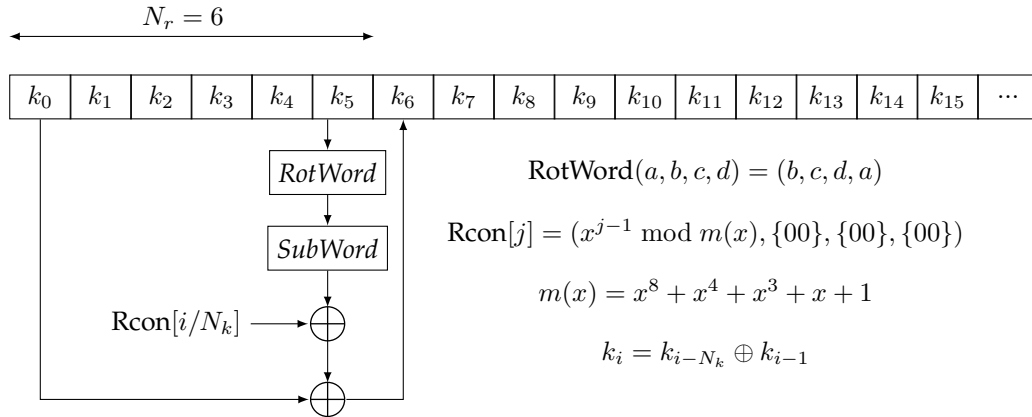 N_r = 6
k_0 k_1 k_2 k_3 k_4 k_5 k_6 k_7 k_8 k_9 k_10 k_11 k_12 k_13 k_14 k_15 ...
RotWord
RotWord(a, b, c, d) = (b, c, d, a)
SubWord
Rcon[j] = (x^{j−1} mod m(x), {00}, {00}, {00})
m(x) = x^8 + x^4 + x^3 + x + 1
Rcon[i/N_k]
k_i = k_{i−N_k} ⊕ k_{i−1}